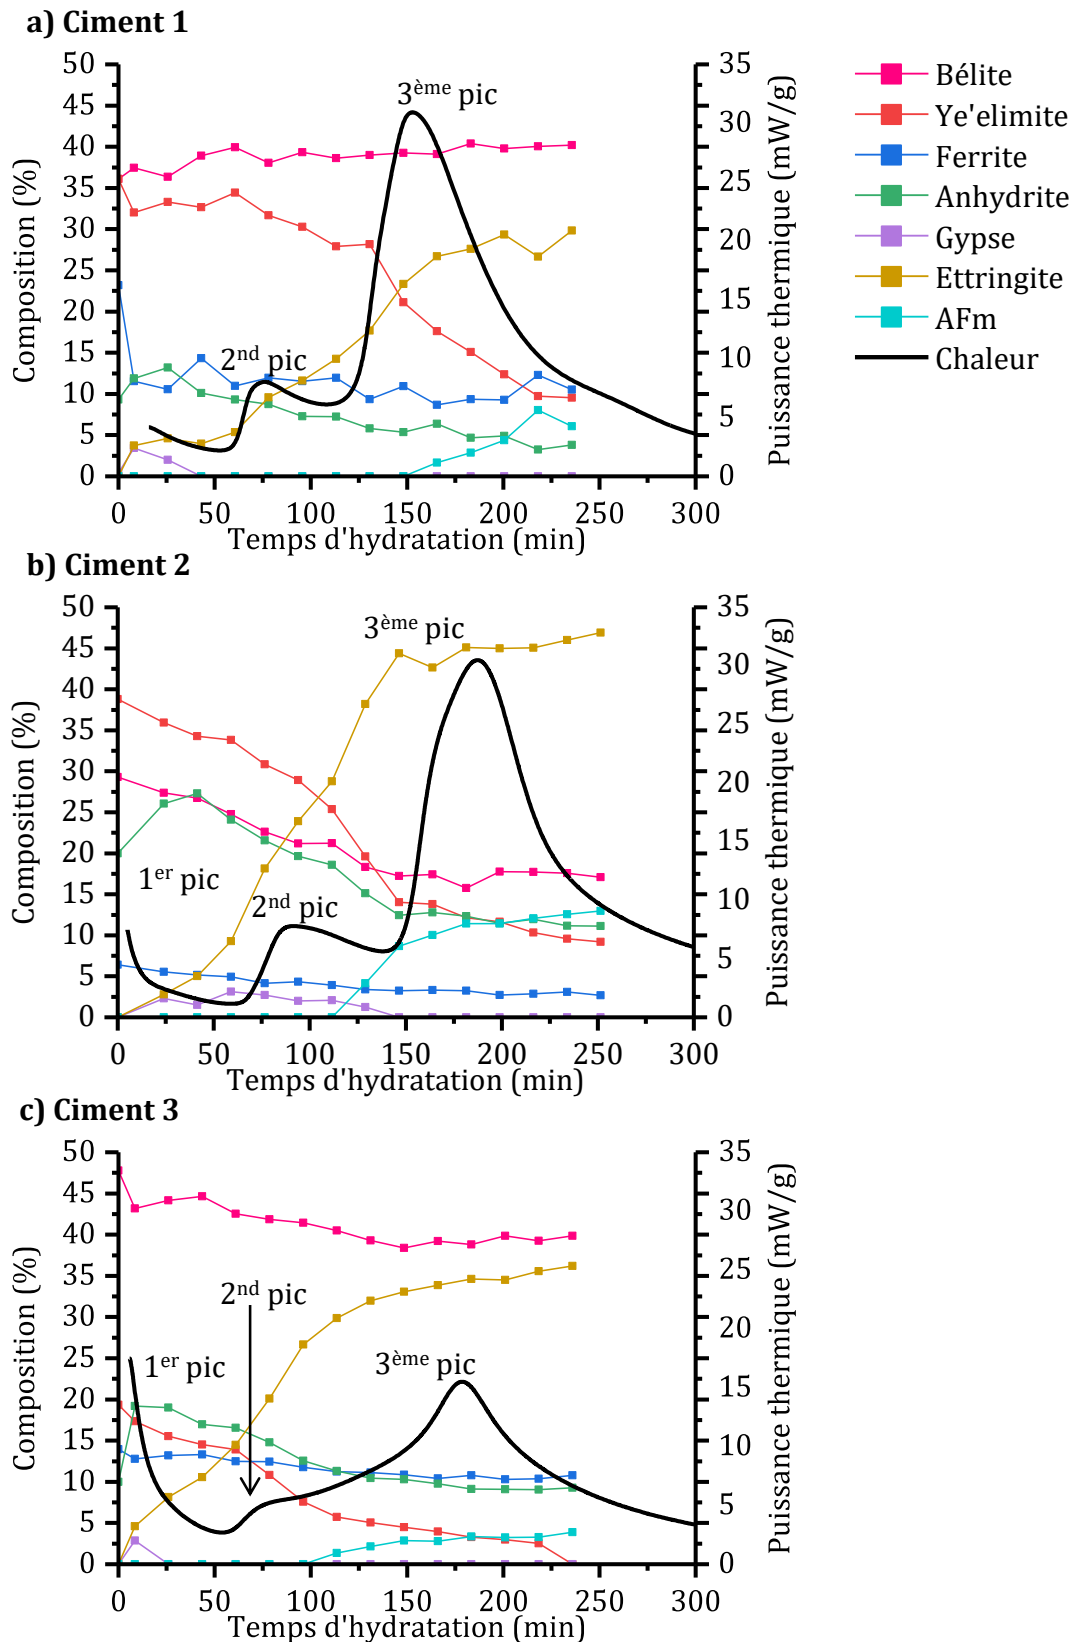 a) Ciment 1
50
45
40
35
30
25
20
15
10
5
0
Composition (%)
3ème pic
2nd pic
35
30
25
20
15
10
5
0
Puissance thermique (mW/g)
0 50 100 150 200 250 300
Temps d'hydratation (min)
Bélite
Ye'elimite
Ferrite
Anhydrite
Gypse
Ettringite
AFm
Chaleur
b) Ciment 2
50
45
40
35
30
25
20
15
10
5
0
Composition (%)
3ème pic
1er pic
2nd pic
35
30
25
20
15
10
5
0
Puissance thermique (mW/g)
0 50 100 150 200 250 300
Temps d'hydratation (min)
c) Ciment 3
50
45
40
35
30
25
20
15
10
5
0
Composition (%)
2nd pic
1er pic
3ème pic
35
30
25
20
15
10
5
0
Puissance thermique (mW/g)
0 50 100 150 200 250 300
Temps d'hydratation (min)